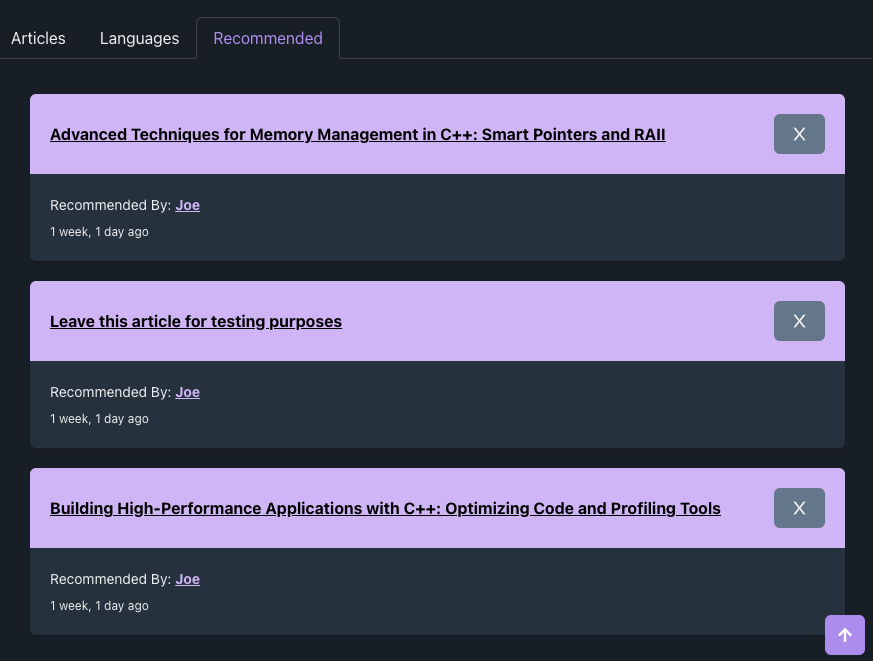 Articles Languages Recommended
Advanced Techniques for Memory Management in C++: Smart Pointers and RAII X
Recommended By: Joe
1 week, 1 day ago
Leave this article for testing purposes X
Recommended By: Joe
1 week, 1 day ago
Building High-Performance Applications with C++: Optimizing Code and Profiling Tools X
Recommended By: Joe
1 week, 1 day ago